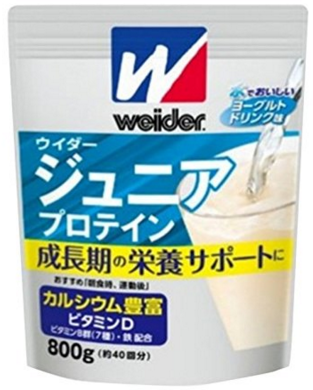 W
weider
水でおいしい
ヨーグルト
ドリンク味
ウイダー
ジュニア
プロテイン
成長期の栄養サポートに
おすすめ「朝食時、運動後」
カルシウム豊富
ビタミンD
ビタミンB群(7種)・鉄 配合
800g(約40回分)